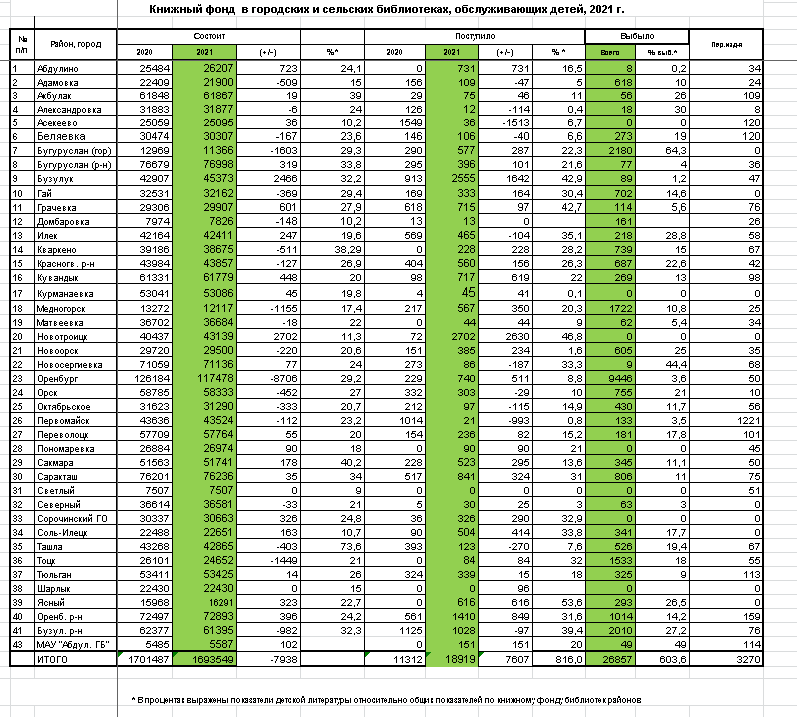 Книжный фонд в городских и сельских библиотеках, обслуживающих детей, 2021 г.
№ п/п Район, город Состоит Поступило Выбыло Пер.изд-я
2020 2021 (+/−) %* 2020 2021 (+/−) % * Всего % выб.*
1 Абдулино 25484 26207 723 24,1 0 731 731 16,5 8 0,2 34
2 Адамовка 22409 21900 -509 15 156 109 -47 5 618 10 24
3 Акбулак 61848 61867 19 39 29 75 46 11 56 26 109
4 Александровка 31883 31877 -6 24 126 12 -114 0,4 18 30 8
5 Асекеево 25059 25095 36 10,2 1549 36 -1513 6,7 0 0 120
6 Беляевка 30474 30307 -167 23,6 146 106 -40 6,6 273 19 120
7 Бугуруслан (гор) 12969 11366 -1603 29,3 290 577 287 22,3 2180 64,3 0
8 Бугуруслан (р-н) 76679 76998 319 33,8 295 396 101 21,6 77 4 36
9 Бузулук 42907 45373 2466 32,2 913 2555 1642 42,9 89 1,2 47
10 Гай 32531 32162 -369 29,4 169 333 164 30,4 702 14,6 0
11 Грачевка 29306 29907 601 27,9 618 715 97 42,7 114 5,6 76
12 Домбаровка 7974 7826 -148 10,2 13 13 0 161 26
13 Илек 42164 42411 247 19,6 569 465 -104 35,1 218 28,8 58
14 Кваркено 39186 38675 -511 38,29 0 228 228 28,2 739 15 67
15 Красногв. р-н 43984 43857 -127 26,9 404 560 156 26,3 687 22,6 42
16 Кувандык 61331 61779 448 20 98 717 619 22 269 13 98
17 Курманаевка 53041 53086 45 19,8 4 45 41 0,1 0 0 0
18 Медногорск 13272 12117 -1155 17,4 217 567 350 20,3 1722 10,8 25
19 Матвеевка 36702 36684 -18 22 0 44 44 9 62 5,4 34
20 Новотроицк 40437 43139 2702 11,3 72 2702 2630 46,8 0 0 0
21 Новоорск 29720 29500 -220 20,6 151 385 234 1,6 605 25 35
22 Новосергиевка 71059 71136 77 24 273 86 -187 33,3 9 44,4 68
23 Оренбург 126184 117478 -8706 29,2 229 740 511 8,8 9446 3,6 50
24 Орск 58785 58333 -452 27 332 303 -29 10 755 21 10
25 Октябрьское 31623 31290 -333 20,7 212 97 -115 14,9 430 11,7 56
26 Первомайск 43636 43524 -112 23,2 1014 21 -993 0,8 133 3,5 1221
27 Переволоцк 57709 57764 55 20 154 236 82 15,2 181 17,8 101
28 Пономаревка 26884 26974 90 18 0 90 90 21 0 0 45
29 Сакмара 51563 51741 178 40,2 228 523 295 13,6 345 11,1 50
30 Саракташ 76201 76236 35 34 517 841 324 31 806 11 75
31 Светлый 7507 7507 0 9 0 0 0 0 0 0 51
32 Северный 36614 36581 -33 21 5 30 25 3 63 3 0
33 Сорочинский ГО 30337 30663 326 24,8 36 326 290 32,9 0 0 0
34 Соль-Илецк 22488 22651 163 10,7 90 504 414 33,8 341 17,7 0
35 Ташла 43268 42865 -403 73,6 393 123 -270 7,6 526 19,4 67
36 Тоцк 26101 24652 -1449 21 0 84 84 32 1533 18 55
37 Тюльган 53411 53425 14 26 324 339 15 18 325 9 113
38 Шарлык 22430 22430 0 15 0 0 96 0 0 0
39 Ясный 15968 16291 323 22,7 0 616 616 53,6 293 26,5 0
40 Оренб. р-н 72497 72893 396 24,2 561 1410 849 31,6 1014 14,2 159
41 Бузул. р-н 62377 61395 -982 32,3 1125 1028 -97 39,4 2010 27,2 76
43 МАУ "Абдул. ГБ" 5485 5587 102 0 151 151 20 49 49 114
ИТОГО 1701487 1693549 -7938 11312 18919 7607 816,0 26857 603,6 3270
* В процентах выражены показатели детской литературы относительно общих показателей по книжному фонду библиотек районов